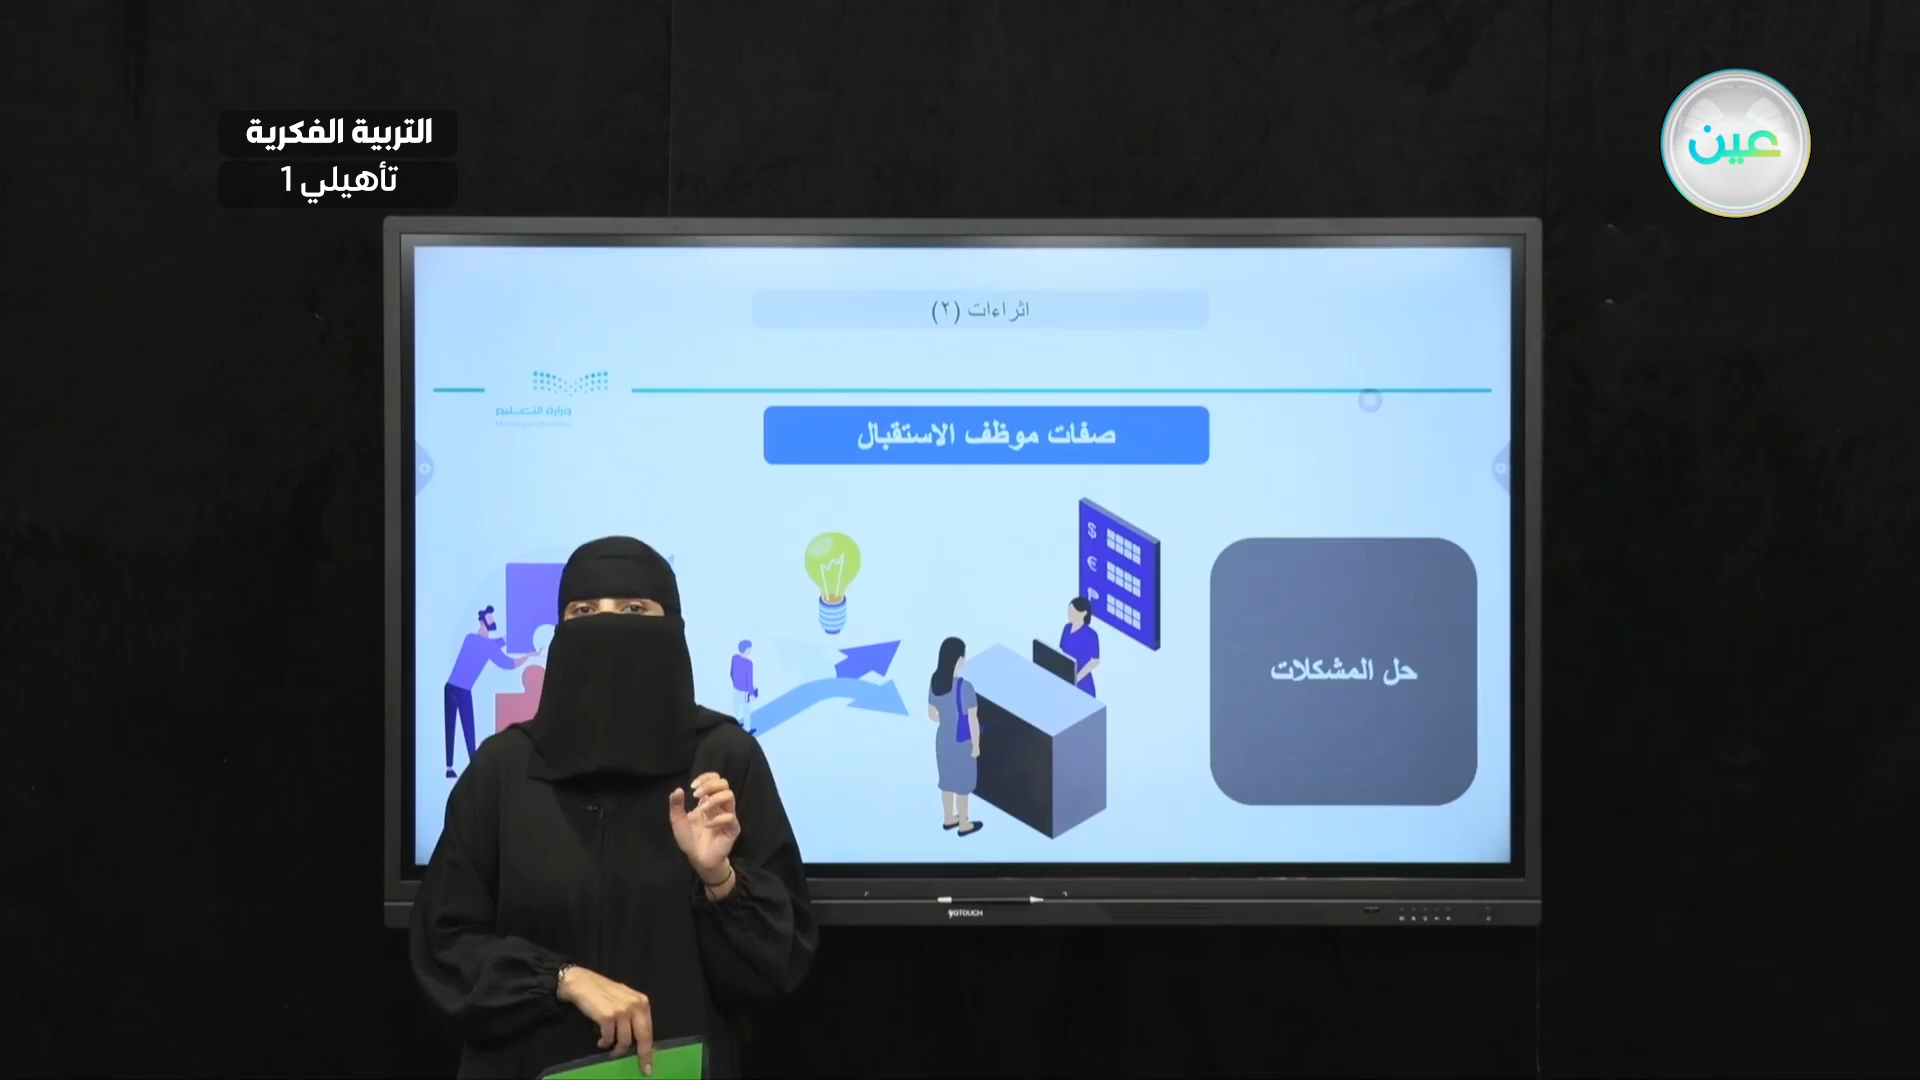 التربية الفكرية
تأهيلي 1
عين
اثراءات (٢)
وزارة التعليم
صفات موظف الاستقبال
$
€
حل المشكلات